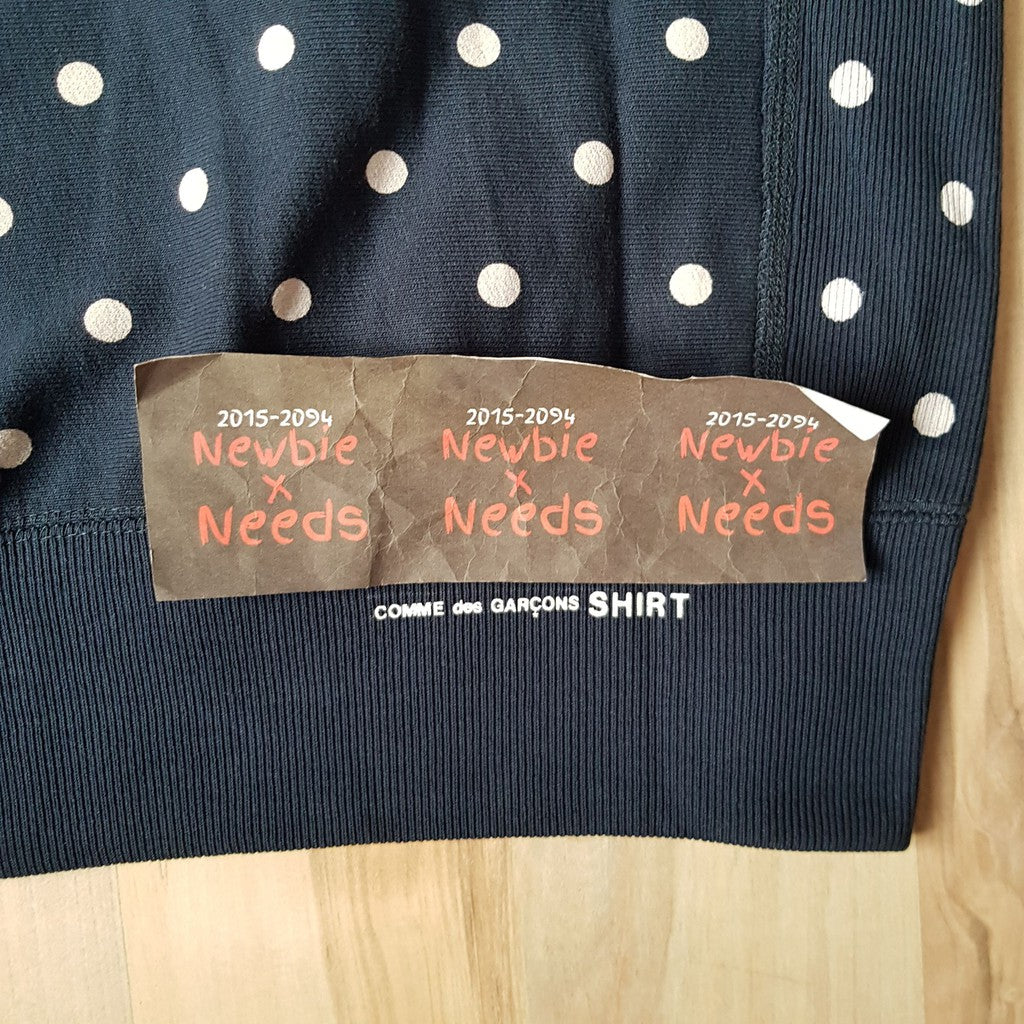 2015-2094 2015-2094 2015-2094
Newbie Newbie Newbie
x x x
Needs Needs Needs
COMME des GARÇONS SHIRT